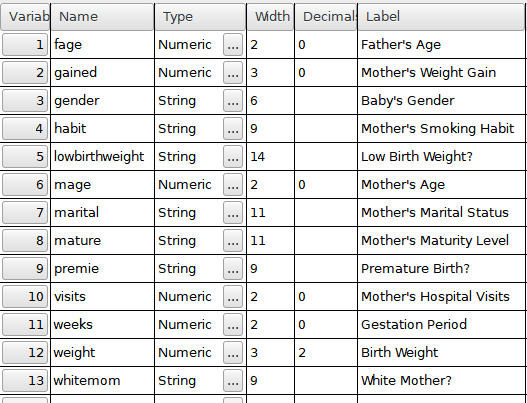 Variab Name Type Width Decimals Label
1 fage Numeric ... 2 0 Father's Age
2 gained Numeric ... 3 0 Mother's Weight Gain
3 gender String ... 6 Baby's Gender
4 habit String ... 9 Mother's Smoking Habit
5 lowbirthweight String ... 14 Low Birth Weight?
6 mage Numeric ... 2 0 Mother's Age
7 marital String ... 11 Mother's Marital Status
8 mature String ... 11 Mother's Maturity Level
9 premie String ... 9 Premature Birth?
10 visits Numeric ... 2 0 Mother's Hospital Visits
11 weeks Numeric ... 2 0 Gestation Period
12 weight Numeric ... 3 2 Birth Weight
13 whitemom String ... 9 White Mother?